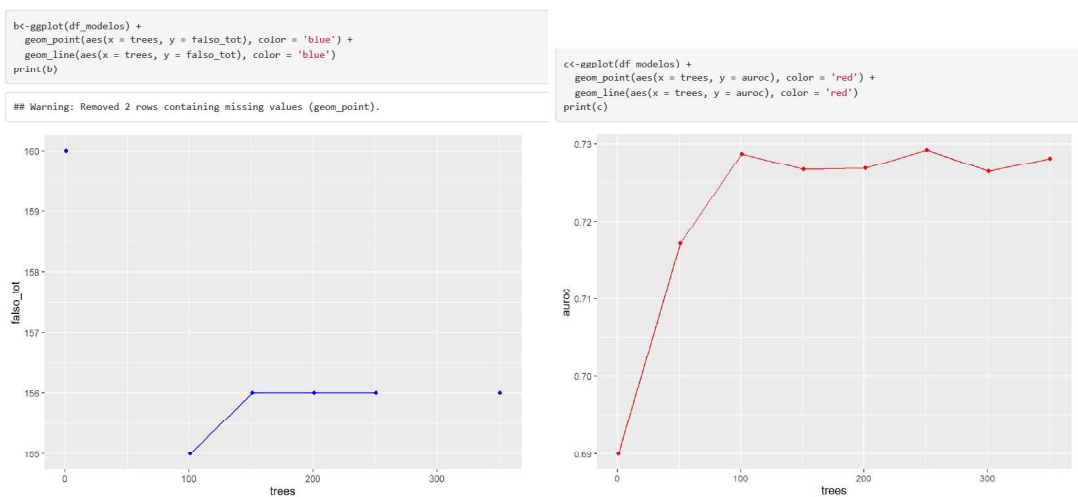 b<-ggplot(df_modelos) +
geom_point(aes(x = trees, y = falso_tot), color = 'blue') +
geom_line(aes(x = trees, y = falso_tot), color = 'blue')
print(b)
## Warning: Removed 2 rows containing missing values (geom_point).
160
159
158
157
156
155
falso_tot
0 100 200 300
trees
c<-ggplot(df_modelos) +
geom_point(aes(x = trees, y = auroc), color = 'red') +
geom_line(aes(x = trees, y = auroc), color = 'red')
print(c)
0.73
0.72
0.71
0.70
0.69
auroc
0 100 200 300
trees